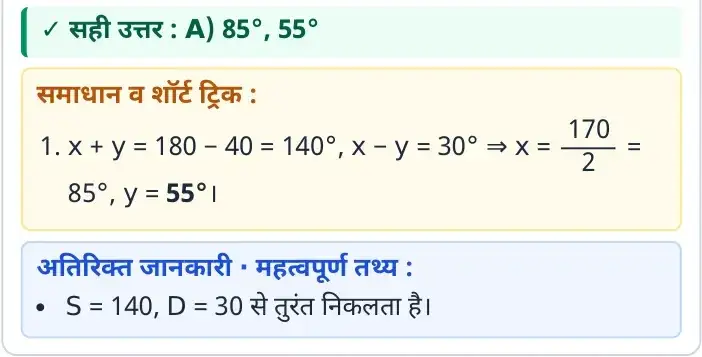 ✓ सही उत्तर : A) 85°, 55°
समाधान व शॉर्ट ट्रिक :
1. x + y = 180 − 40 = 140°, x − y = 30° ⇒ x = 170/2 =
85°, y = 55°।
अतिरिक्त जानकारी · महत्वपूर्ण तथ्य :
• S = 140, D = 30 से तुरंत निकलता है।